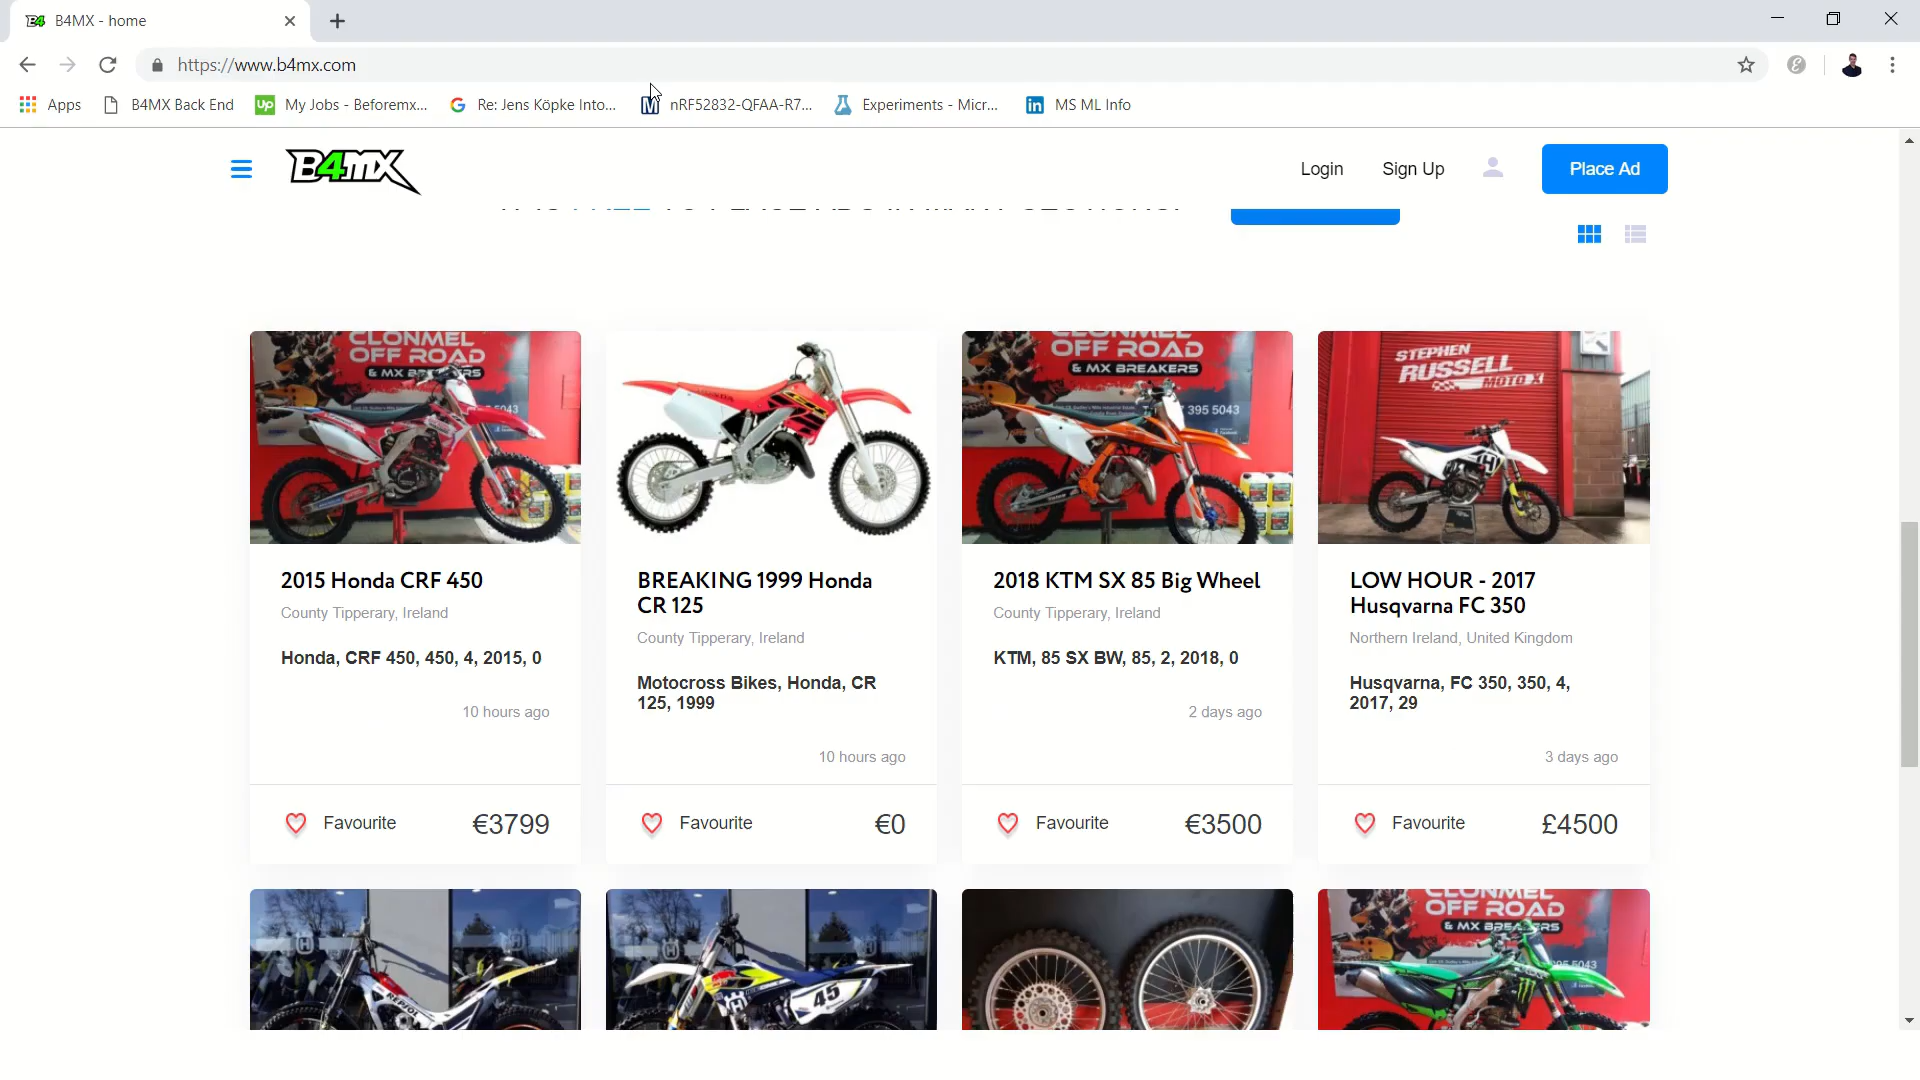 B4MX - home
https://www.b4mx.com
Apps
B4MX Back End
My Jobs - Beforemx...
Re: Jens Köpke Into...
nRF52832-QFAA-R7...
Experiments - Micr...
MS ML Info
B4MX
Login
Sign Up
Place Ad
CLONMEL
OFF ROAD
& MX BREAKERS
CLONMEL
OFF ROAD
& MX BREAKERS
395 5043
STEPHEN
RUSSELL
MOTO X
2015 Honda CRF 450
County Tipperary, Ireland
Honda, CRF 450, 450, 4, 2015, 0
10 hours ago
Favourite
€3799
BREAKING 1999 Honda
CR 125
County Tipperary, Ireland
Motocross Bikes, Honda, CR
125, 1999
10 hours ago
Favourite
€0
2018 KTM SX 85 Big Wheel
County Tipperary, Ireland
KTM, 85 SX BW, 85, 2, 2018, 0
2 days ago
Favourite
€3500
LOW HOUR - 2017
Husqvarna FC 350
Northern Ireland, United Kingdom
Husqvarna, FC 350, 350, 4,
2017, 29
3 days ago
Favourite
£4500
REPSOL
45
CLONMEL
OFF ROAD
& MX BREAKERS
395 5043